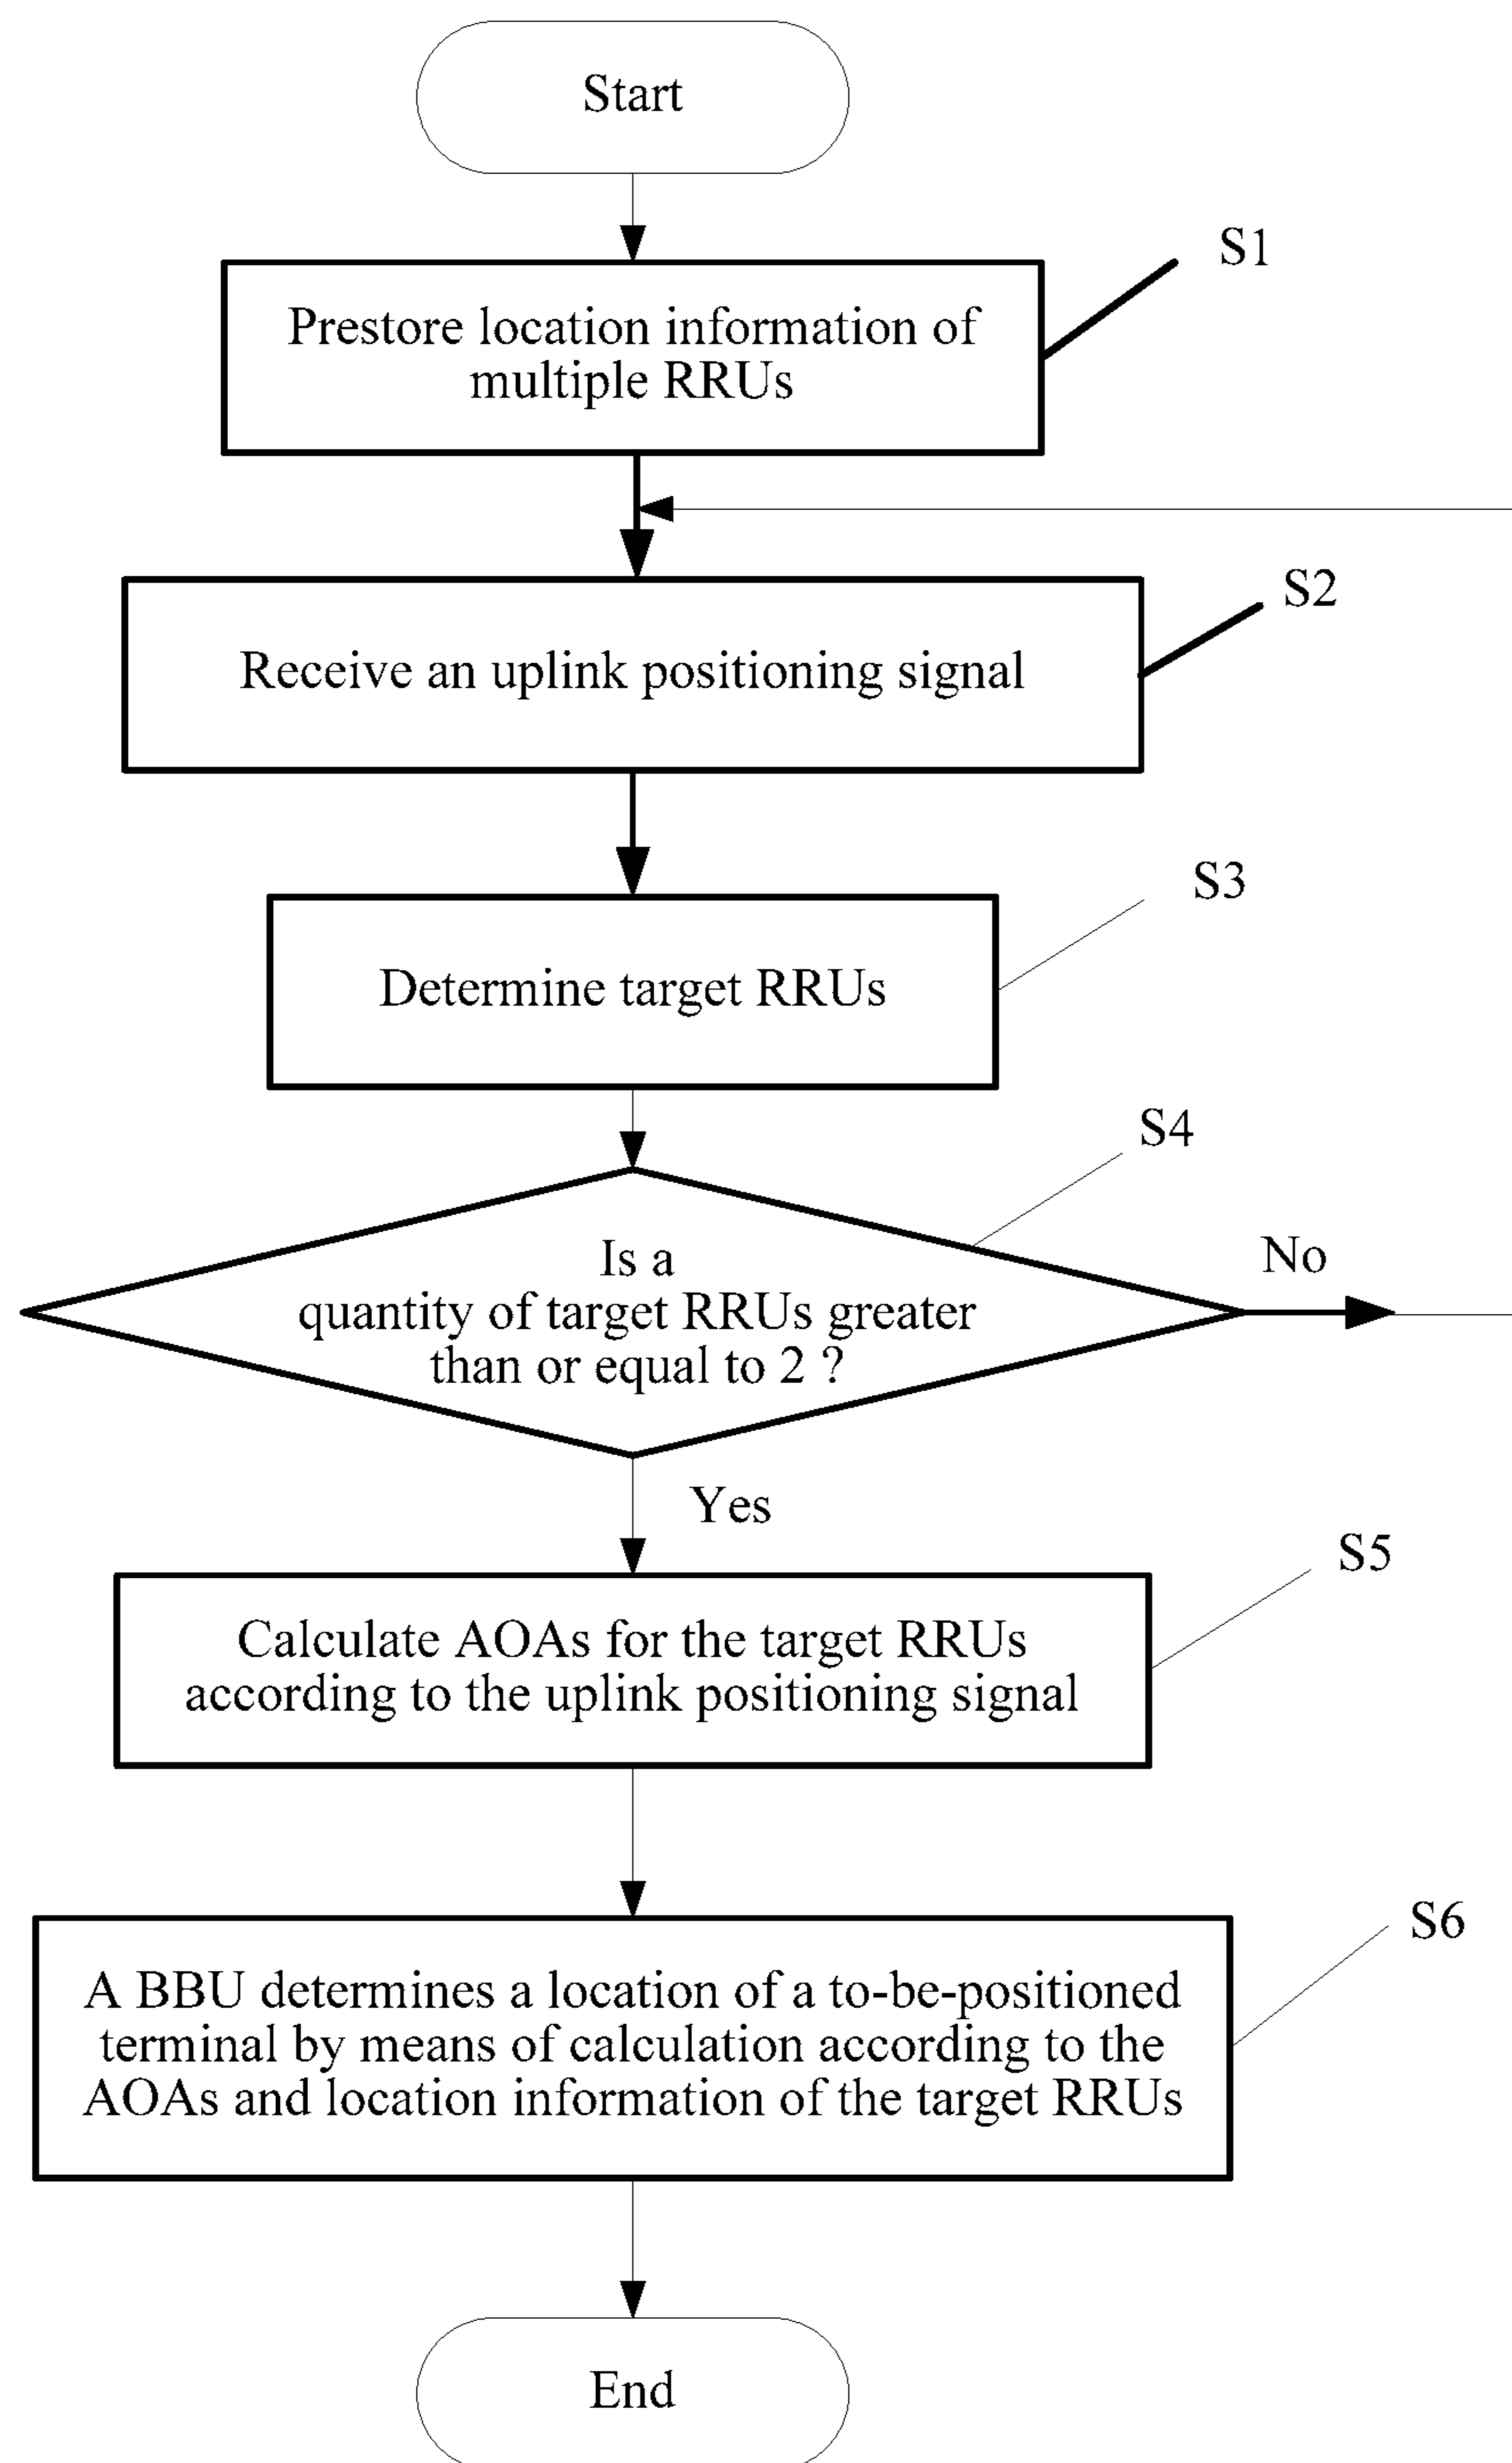 Start
S1
Prestore location information of
multiple RRUs
S2
Receive an uplink positioning signal
S3
Determine target RRUs
S4
Is a
quantity of target RRUs greater
than or equal to 2 ?
No
Yes
S5
Calculate AOAs for the target RRUs
according to the uplink positioning signal
S6
A BBU determines a location of a to-be-positioned
terminal by means of calculation according to the
AOAs and location information of the target RRUs
End